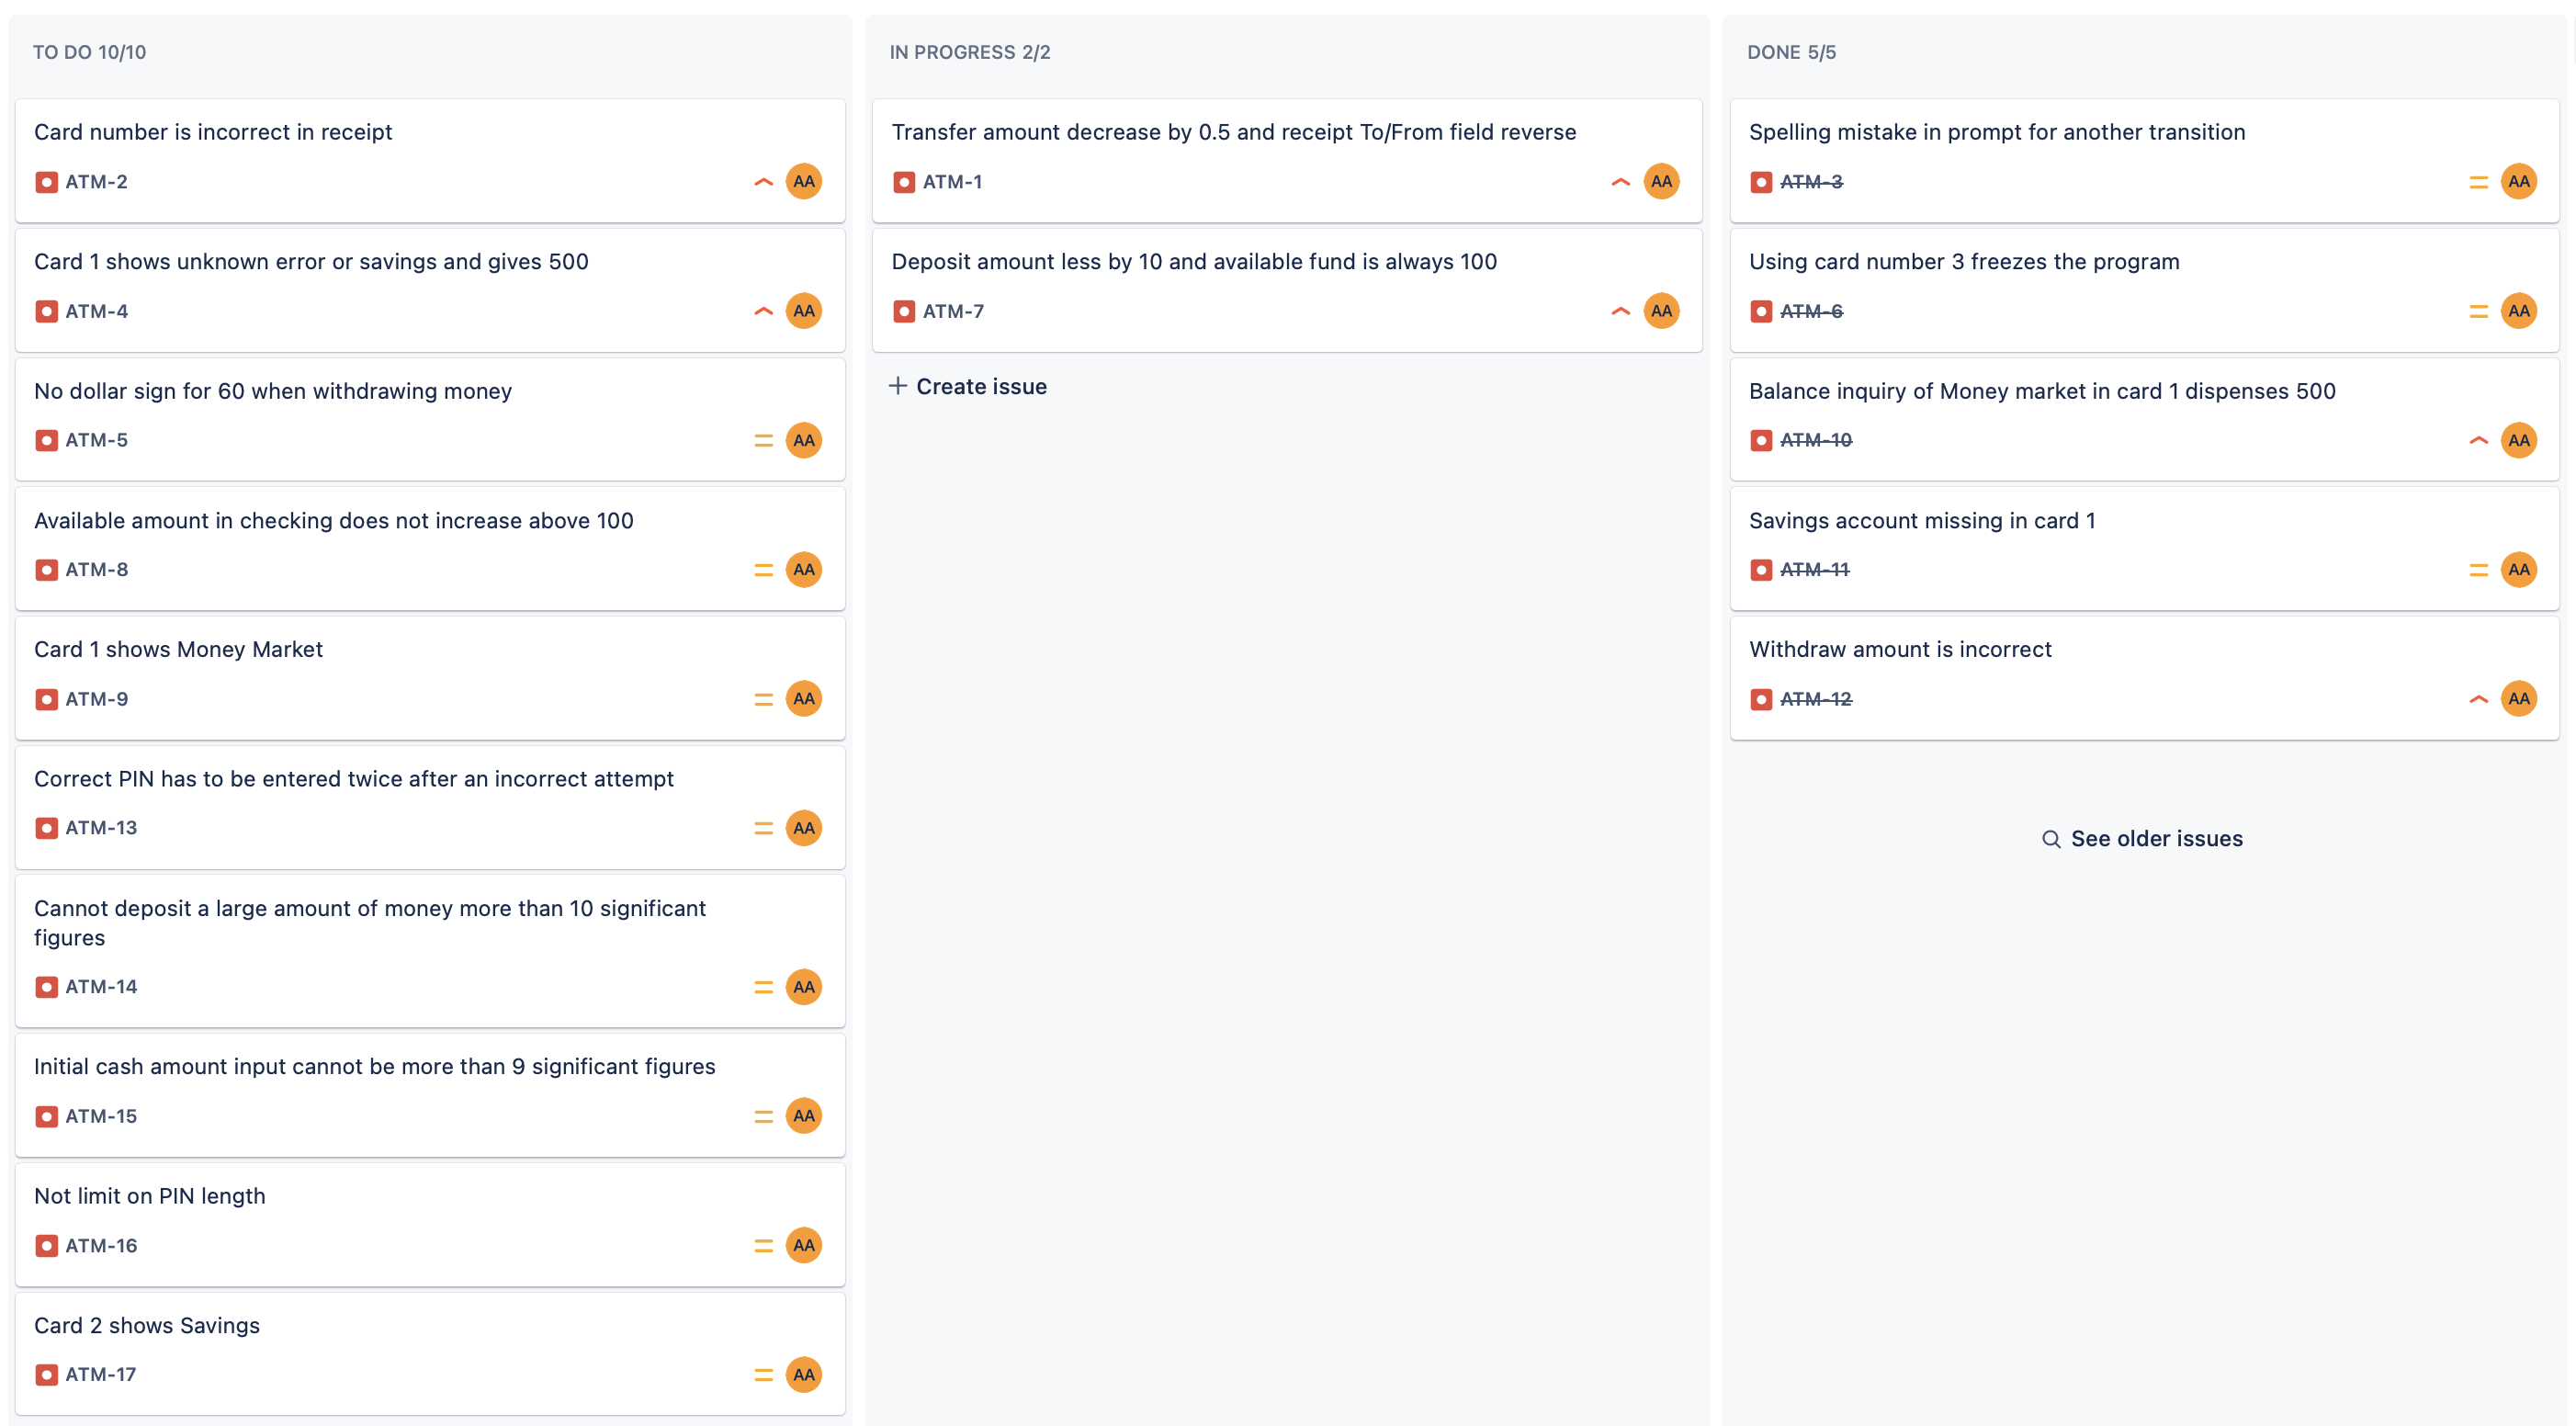 TO DO 10/10
Card number is incorrect in receipt
ATM-2
AA
Card 1 shows unknown error or savings and gives 500
ATM-4
AA
No dollar sign for 60 when withdrawing money
ATM-5
AA
Available amount in checking does not increase above 100
ATM-8
AA
Card 1 shows Money Market
ATM-9
AA
Correct PIN has to be entered twice after an incorrect attempt
ATM-13
AA
Cannot deposit a large amount of money more than 10 significant
figures
ATM-14
AA
Initial cash amount input cannot be more than 9 significant figures
ATM-15
AA
Not limit on PIN length
ATM-16
AA
Card 2 shows Savings
ATM-17
AA
IN PROGRESS 2/2
Transfer amount decrease by 0.5 and receipt To/From field reverse
ATM-1
AA
Deposit amount less by 10 and available fund is always 100
ATM-7
AA
+ Create issue
DONE 5/5
Spelling mistake in prompt for another transition
ATM-3
AA
Using card number 3 freezes the program
ATM-6
AA
Balance inquiry of Money market in card 1 dispenses 500
ATM-10
AA
Savings account missing in card 1
ATM-11
AA
Withdraw amount is incorrect
ATM-12
AA
See older issues